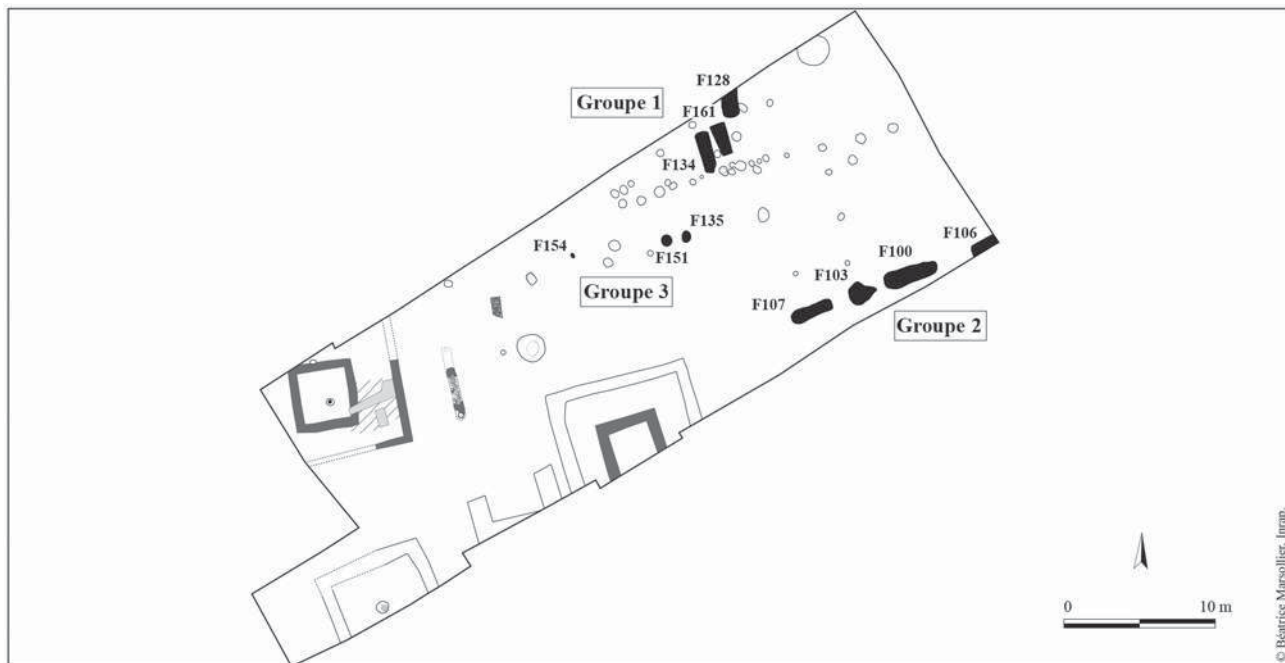 F128
Groupe 1
F161
F134
F135
F154
F151
F106
F100
Groupe 3
F103
F107
Groupe 2
0 10 m
© Béatrice Marsollier, Inrap.